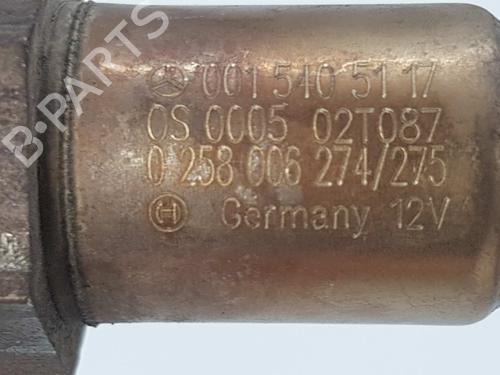 B-PARTS
001 540 51 17
OS 0005 02T087
0 258 006 274/275
H Germany 12V